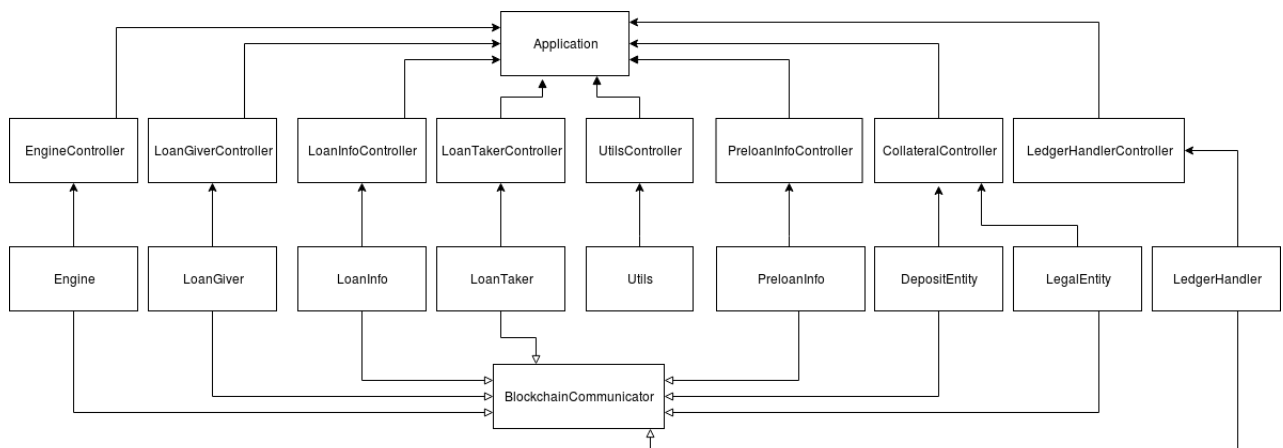 Application
EngineController
LoanGiverController
LoanInfoController
LoanTakerController
UtilsController
PreloanInfoController
CollateralController
LedgerHandlerController
Engine
LoanGiver
LoanInfo
LoanTaker
Utils
PreloanInfo
DepositEntity
LegalEntity
LedgerHandler
BlockchainCommunicator